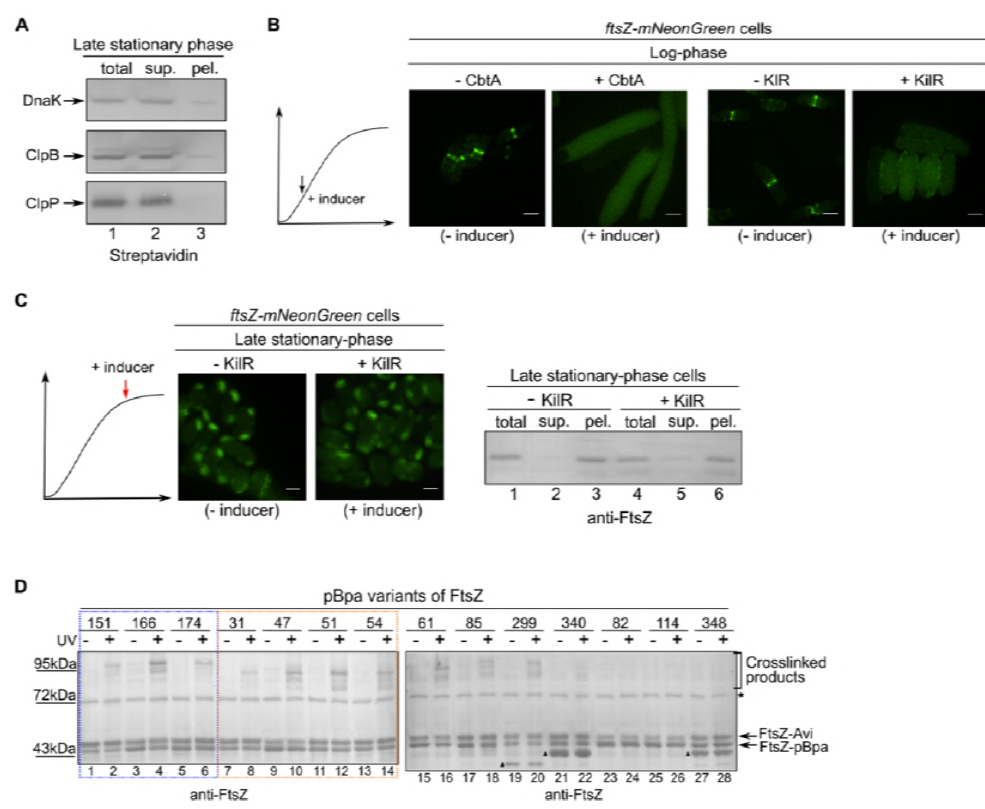 A
Late stationary phase
total sup. pel.
DnaK
ClpB
ClpP
1 2 3
Streptavidin
B
ftsZ-mNeonGreen cells
Log-phase
- CbtA + CbtA - KlR + KilR
+ inducer
(- inducer) (+ inducer) (- inducer) (+ inducer)
C
ftsZ-mNeonGreen cells
Late stationary-phase
- KilR + KilR
+ inducer
(- inducer) (+ inducer)
Late stationary-phase cells
- KilR + KilR
total sup. pel. total sup. pel.
1 2 3 4 5 6
anti-FtsZ
D
pBpa variants of FtsZ
151 166 174 31 47 51 54 61 85 299 340 82 114 348
UV - + - + - + - + - + - + - + - + - + - + - + - + - + - +
95kDa
72kDa
43kDa
Crosslinked
products
*
FtsZ-Avi
FtsZ-pBpa
1 2 3 4 5 6 7 8 9 10 11 12 13 14 15 16 17 18 19 20 21 22 23 24 25 26 27 28
anti-FtsZ anti-FtsZ